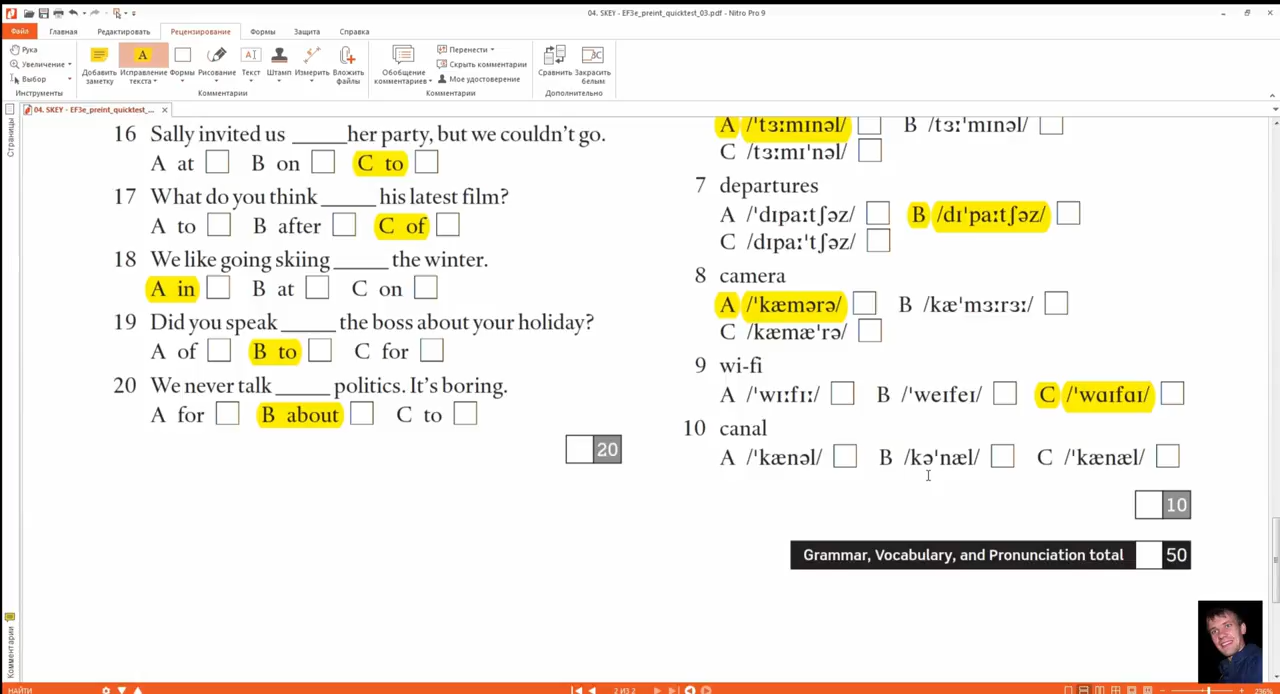 04. SKEY - EF3e_preint_quicktest_03.pdf - Nitro Pro 9
Файл Главная Редактировать Рецензирование Формы Защита Справка
Рука
Увеличение
Выбор
Инструменты
Добавить заметку
Исправление текста
Формы
Рисование
Текст
Штамп
Измерить
Вложить файлы
Комментарии
Обобщение комментариев
Перенести
Скрыть комментарии
Мое удостоверение
Комментарии
Сравнить
Закрасить белым
Дополнительно
04. SKEY - EF3e_preint_quicktest_...
Страницы
Комментарии
16 Sally invited us _____her party, but we couldn't go.
A at B on C to
17 What do you think _____ his latest film?
A to B after C of
18 We like going skiing _____ the winter.
A in B at C on
19 Did you speak _____ the boss about your holiday?
A of B to C for
20 We never talk _____ politics. It's boring.
A for B about C to
20
A /ˈtɜːmɪnəl/ B /tɜːˈmɪnəl/
C /tɜːmɪˈnəl/
7 departures
A /ˈdɪpaːtʃəz/ B /dɪˈpaːtʃəz/
C /dɪpaːˈtʃəz/
8 camera
A /ˈkæmərə/ B /kæˈmɜːrɜː/
C /kæmæˈrə/
9 wi-fi
A /ˈwɪːfɪː/ B /ˈweɪfeɪ/ C /ˈwaɪfaɪ/
10 canal
A /ˈkænəl/ B /kəˈnæl/ C /ˈkænæl/
10
Grammar, Vocabulary, and Pronunciation total 50
НАЙТИ
2 ИЗ 2
236%